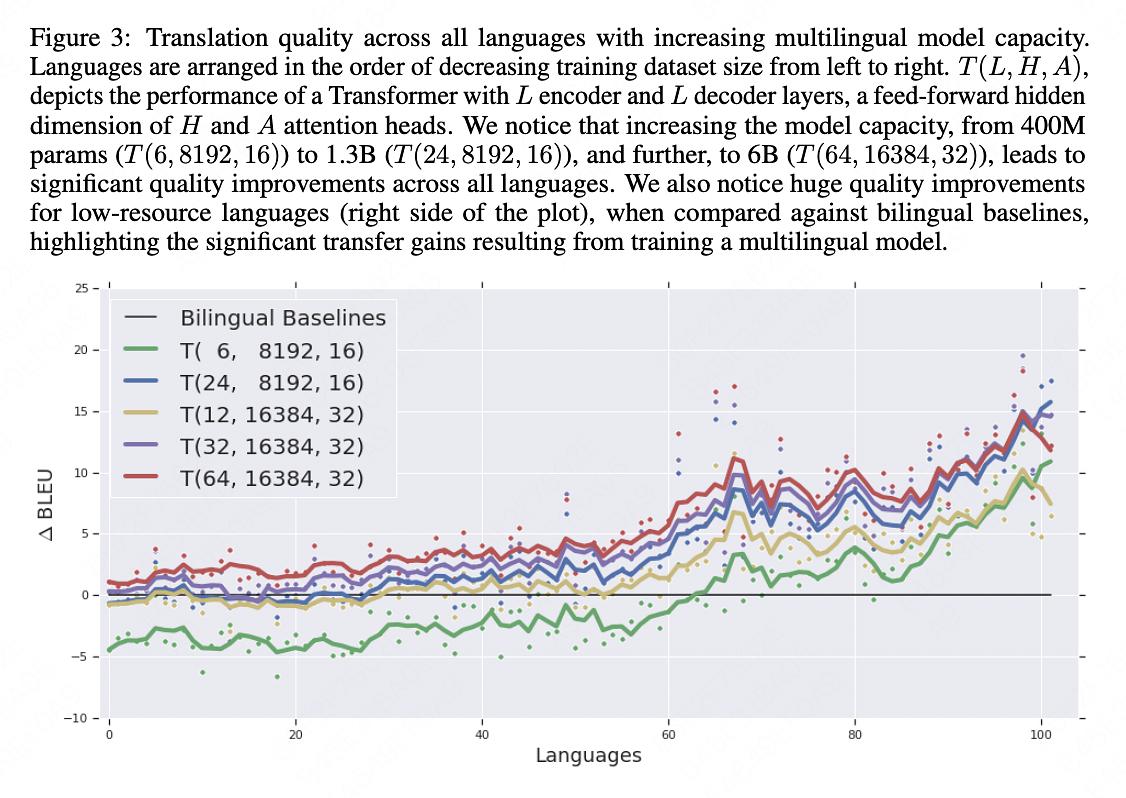 Figure 3: Translation quality across all languages with increasing multilingual model capacity.
Languages are arranged in the order of decreasing training dataset size from left to right. T(L, H, A),
depicts the performance of a Transformer with L encoder and L decoder layers, a feed-forward hidden
dimension of H and A attention heads. We notice that increasing the model capacity, from 400M
params (T(6, 8192, 16)) to 1.3B (T(24, 8192, 16)), and further, to 6B (T(64, 16384, 32)), leads to
significant quality improvements across all languages. We also notice huge quality improvements
for low-resource languages (right side of the plot), when compared against bilingual baselines,
highlighting the significant transfer gains resulting from training a multilingual model.
25
20
15
10
5
0
−5
−10
Δ BLEU
Bilingual Baselines
T( 6, 8192, 16)
T(24, 8192, 16)
T(12, 16384, 32)
T(32, 16384, 32)
T(64, 16384, 32)
0 20 40 60 80 100
Languages